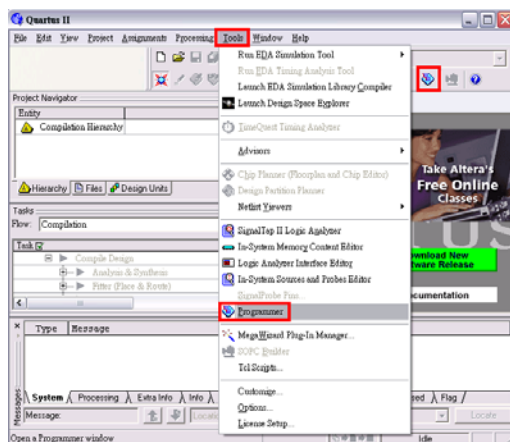 Quartus II
File Edit View Project Assignments Processing Tools Window Help
Project Navigator
Entity
Compilation Hierarchy
Hierarchy Files Design Units
Tasks
Flow: Compilation
Task
Compile Design
Analysis & Synthesis
Fitter (Place & Route)
Type Message
System Processing Extra Info Info
Message:
Open a Programmer window
Run EDA Simulation Tool
Run EDA Timing Analysis Tool
Launch EDA Simulation Library Compiler
Launch Design Space Explorer
TimeQuest Timing Analyzer
Advisors
Chip Planner (Floorplan and Chip Editor)
Design Partition Planner
Netlist Viewers
SignalTap II Logic Analyzer
In-System Memory Content Editor
Logic Analyzer Interface Editor
In-System Sources and Probes Editor
SignalProbe Pins...
Programmer
MegaWizard Plug-In Manager...
SOPC Builder
Tcl Scripts...
Customize...
Options...
License Setup...
Take Altera's
Free Online
Classes
wnload New
tware Release
cumentation
sed Flag
Locate
Idle